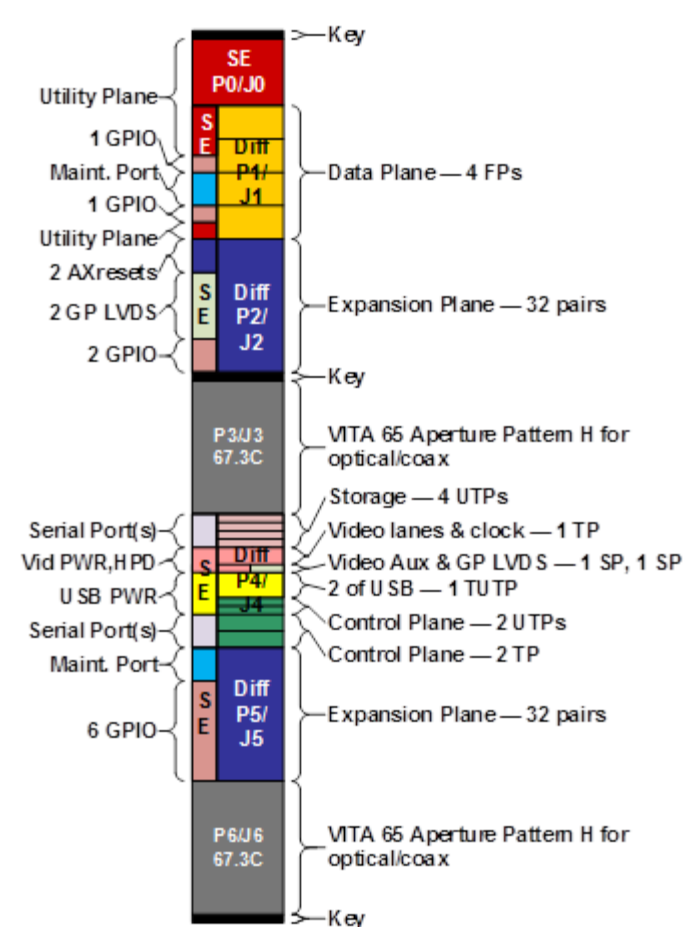 Key
SE
P0/J0
Utility Plane
S
E
1 GPIO
Diff
P1/
J1
Maint. Port
Data Plane — 4 FPs
1 GPIO
Utility Plane
2 AXresets
2 GP LVDS
S
E
Diff
P2/
J2
Expansion Plane — 32 pairs
2 GPIO
Key
P3/J3
67.3C
VITA 65 Aperture Pattern H for
optical/coax
Storage — 4 UTPs
Serial Port(s)
Video lanes & clock — 1 TP
Vid PWR,HPD
S
E
Diff
P4/
J4
Video Aux & GP LVDS — 1 SP, 1 SP
USB PWR
2 of USB — 1 TUTP
Control Plane — 2 UTPs
Serial Port(s)
Control Plane — 2 TP
Maint. Port
S
E
Diff
P5/
J5
Expansion Plane — 32 pairs
6 GPIO
P6/J6
67.3C
VITA 65 Aperture Pattern H for
optical/coax
Key